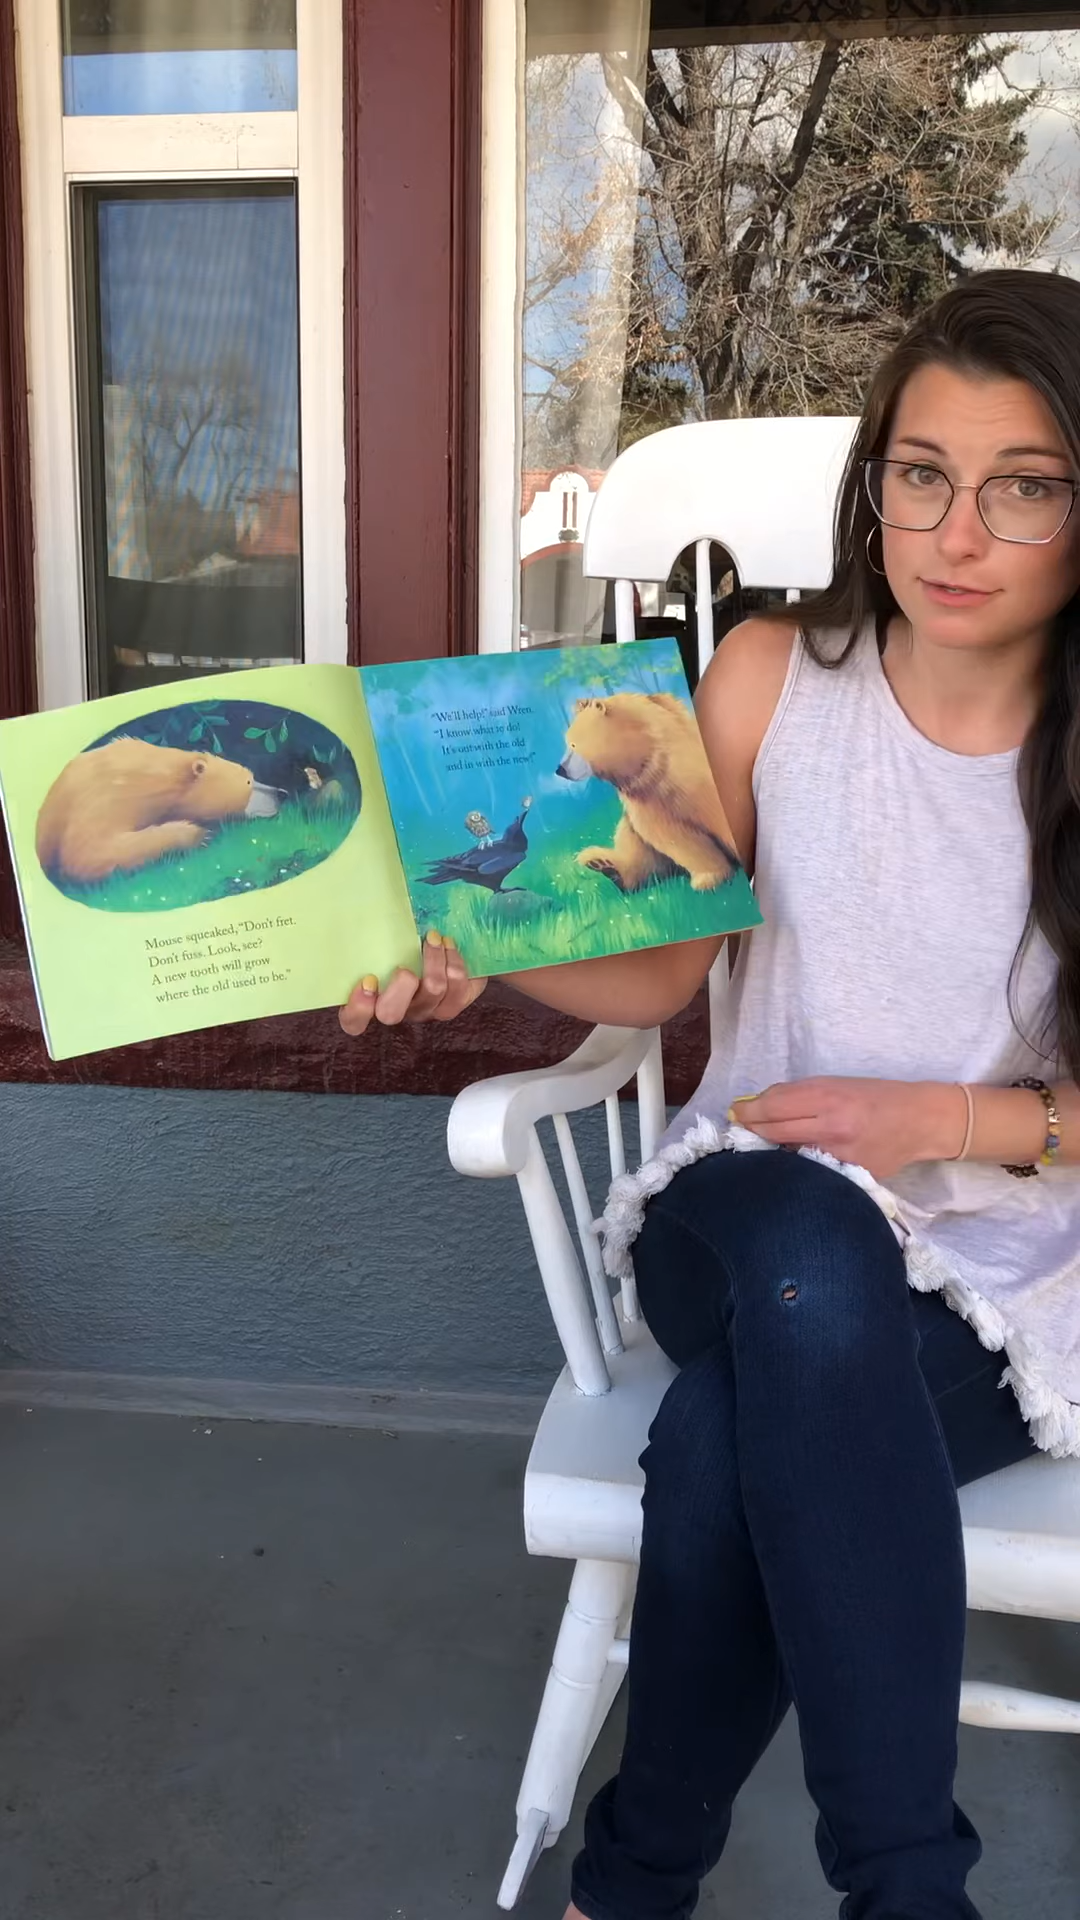 Mouse squeaked, "Don't fret.
Don't fuss. Look, see?
A new tooth will grow
where the old used to be."
"We'll help!" said Wren.
"I know what to do!
It's out with the old
and in with the new!"